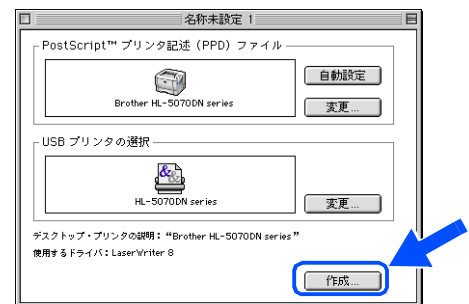 名称未設定 1
PostScript™ プリンタ記述（PPD）ファイル
自動設定
Brother HL-5070DN series
変更...
USB プリンタの選択
HL-5070DN series
変更...
デスクトップ・プリンタの説明：“Brother HL-5070DN series”
使用するドライバ：LaserWriter 8
作成...